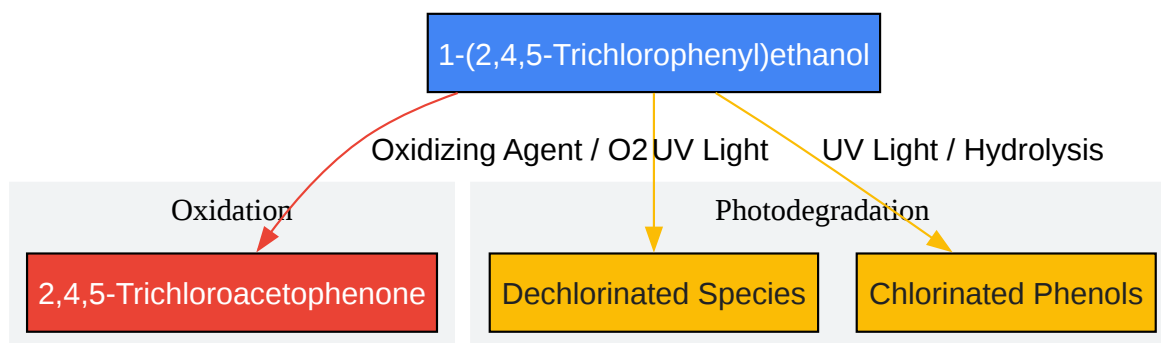 1-(2,4,5-Trichlorophenyl)ethanol
Oxidizing Agent / O2
UV Light
UV Light / Hydrolysis
Oxidation
Photodegradation
2,4,5-Trichloroacetophenone
Dechlorinated Species
Chlorinated Phenols